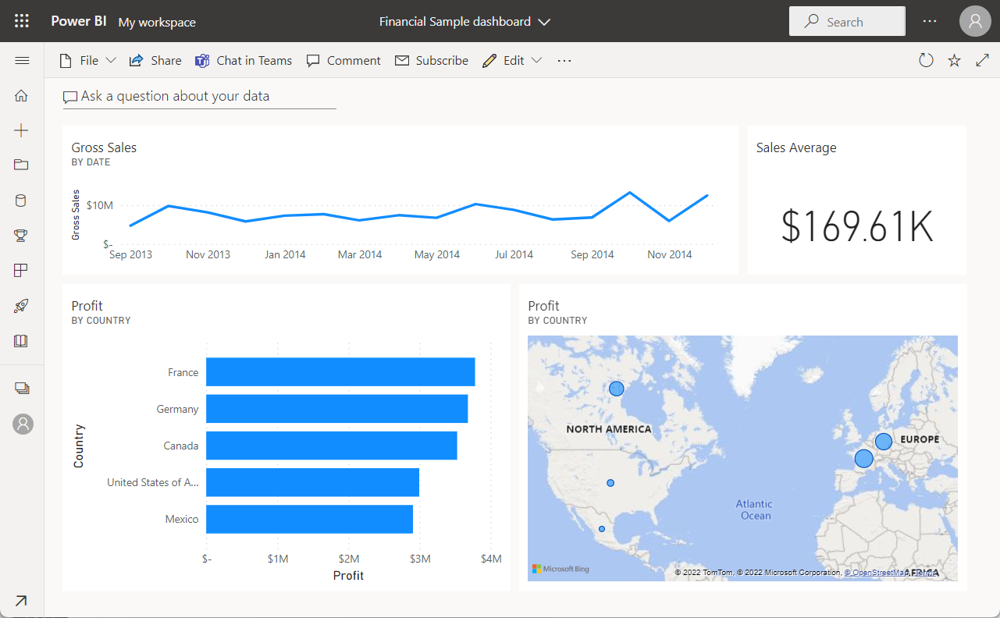 Power BI My workspace
Financial Sample dashboard
Search
File
Share
Chat in Teams
Comment
Subscribe
Edit
Ask a question about your data
Gross Sales
BY DATE
Gross Sales
$10M
$-
Sep 2013
Nov 2013
Jan 2014
Mar 2014
May 2014
Jul 2014
Sep 2014
Nov 2014
Sales Average
$169.61K
Profit
BY COUNTRY
Country
France
Germany
Canada
United States of A...
Mexico
$-
$1M
$2M
$3M
$4M
Profit
Profit
BY COUNTRY
NORTH AMERICA
EUROPE
Atlantic
Ocean
AFRICA
Microsoft Bing
© 2022 TomTom, © 2022 Microsoft Corporation, © OpenStreetMap Terms